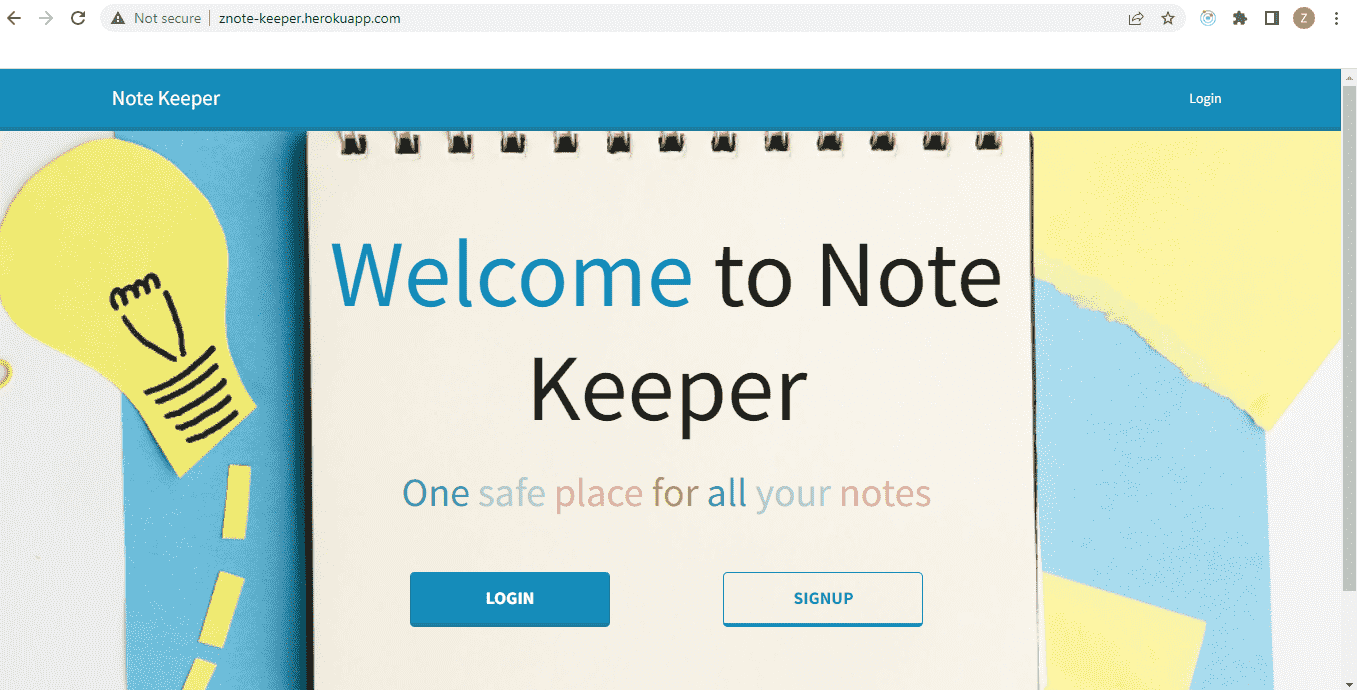 Not secure znote-keeper.herokuapp.com Z
Note Keeper Login
Welcome to Note
Keeper
One safe place for all your notes
LOGIN SIGNUP